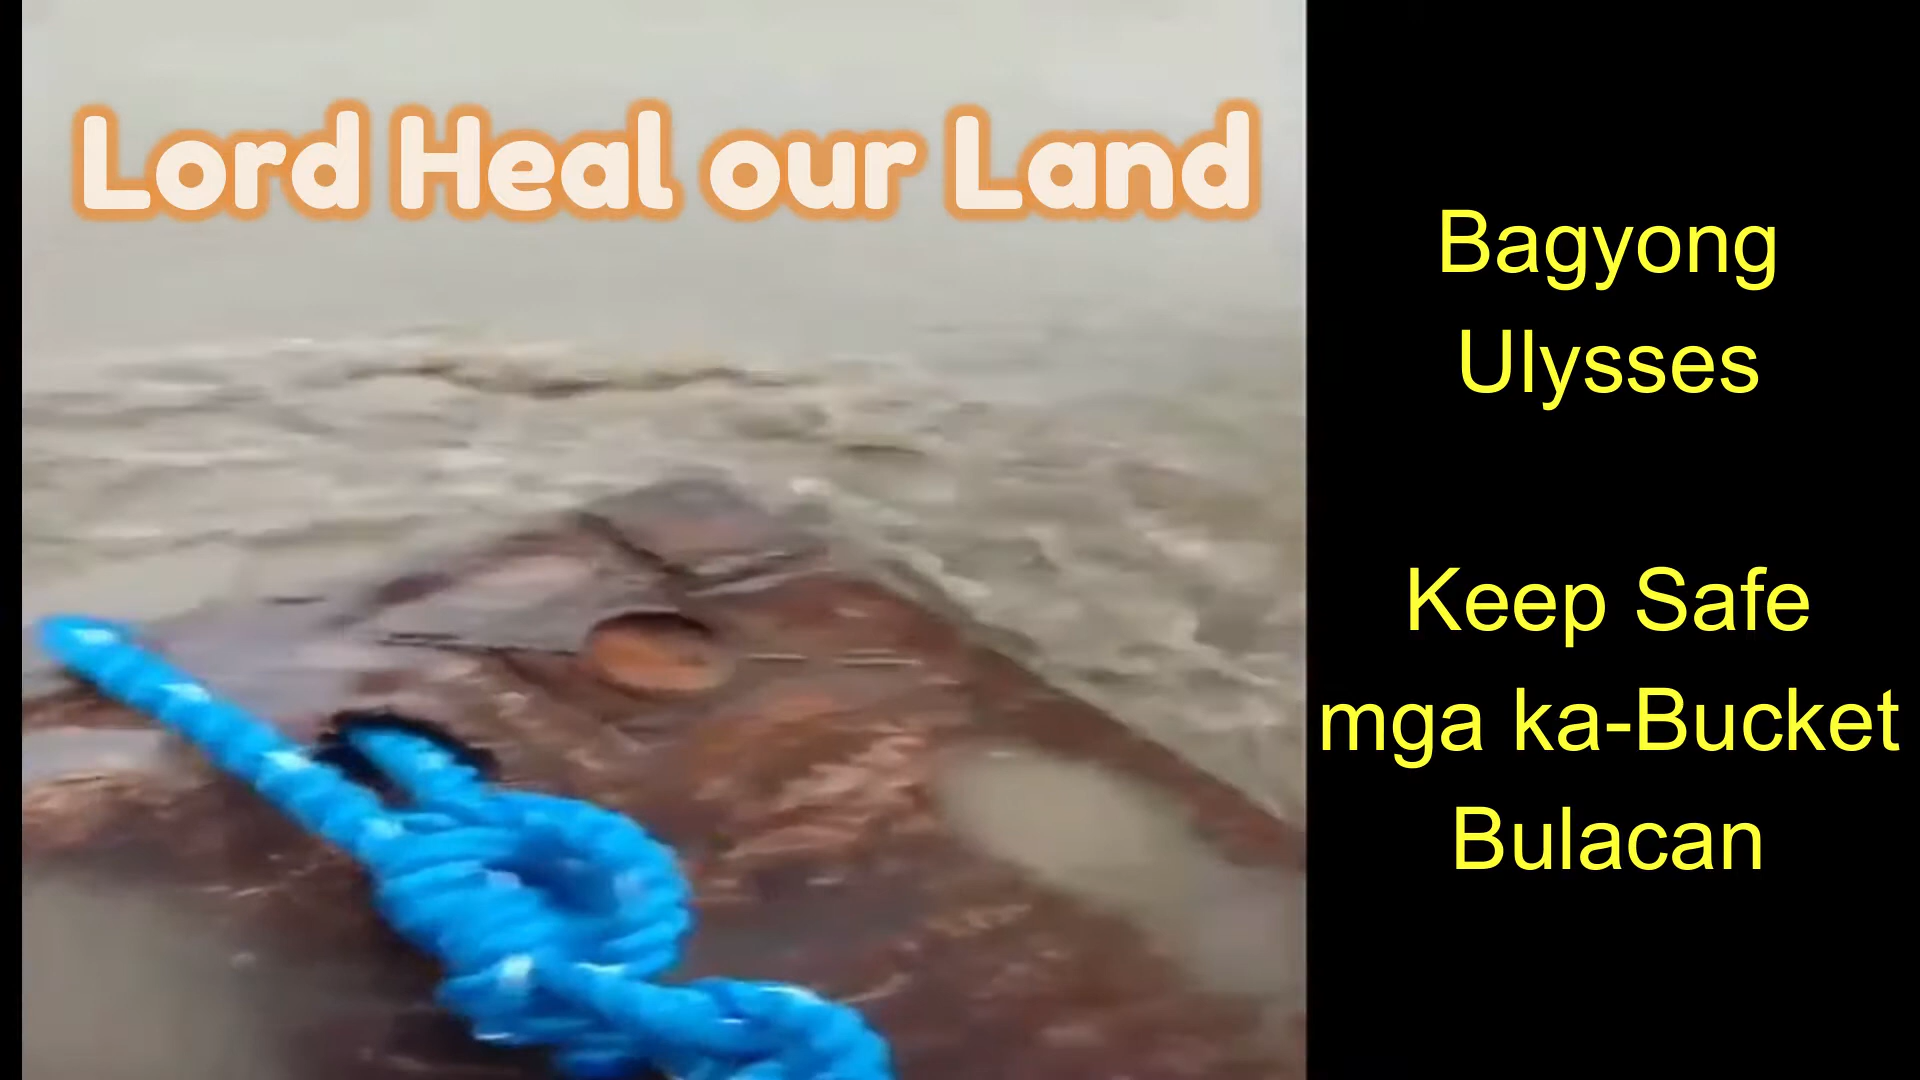 Lord Heal our Land
Bagyong
Ulysses
Keep Safe
mga ka-Bucket
Bulacan